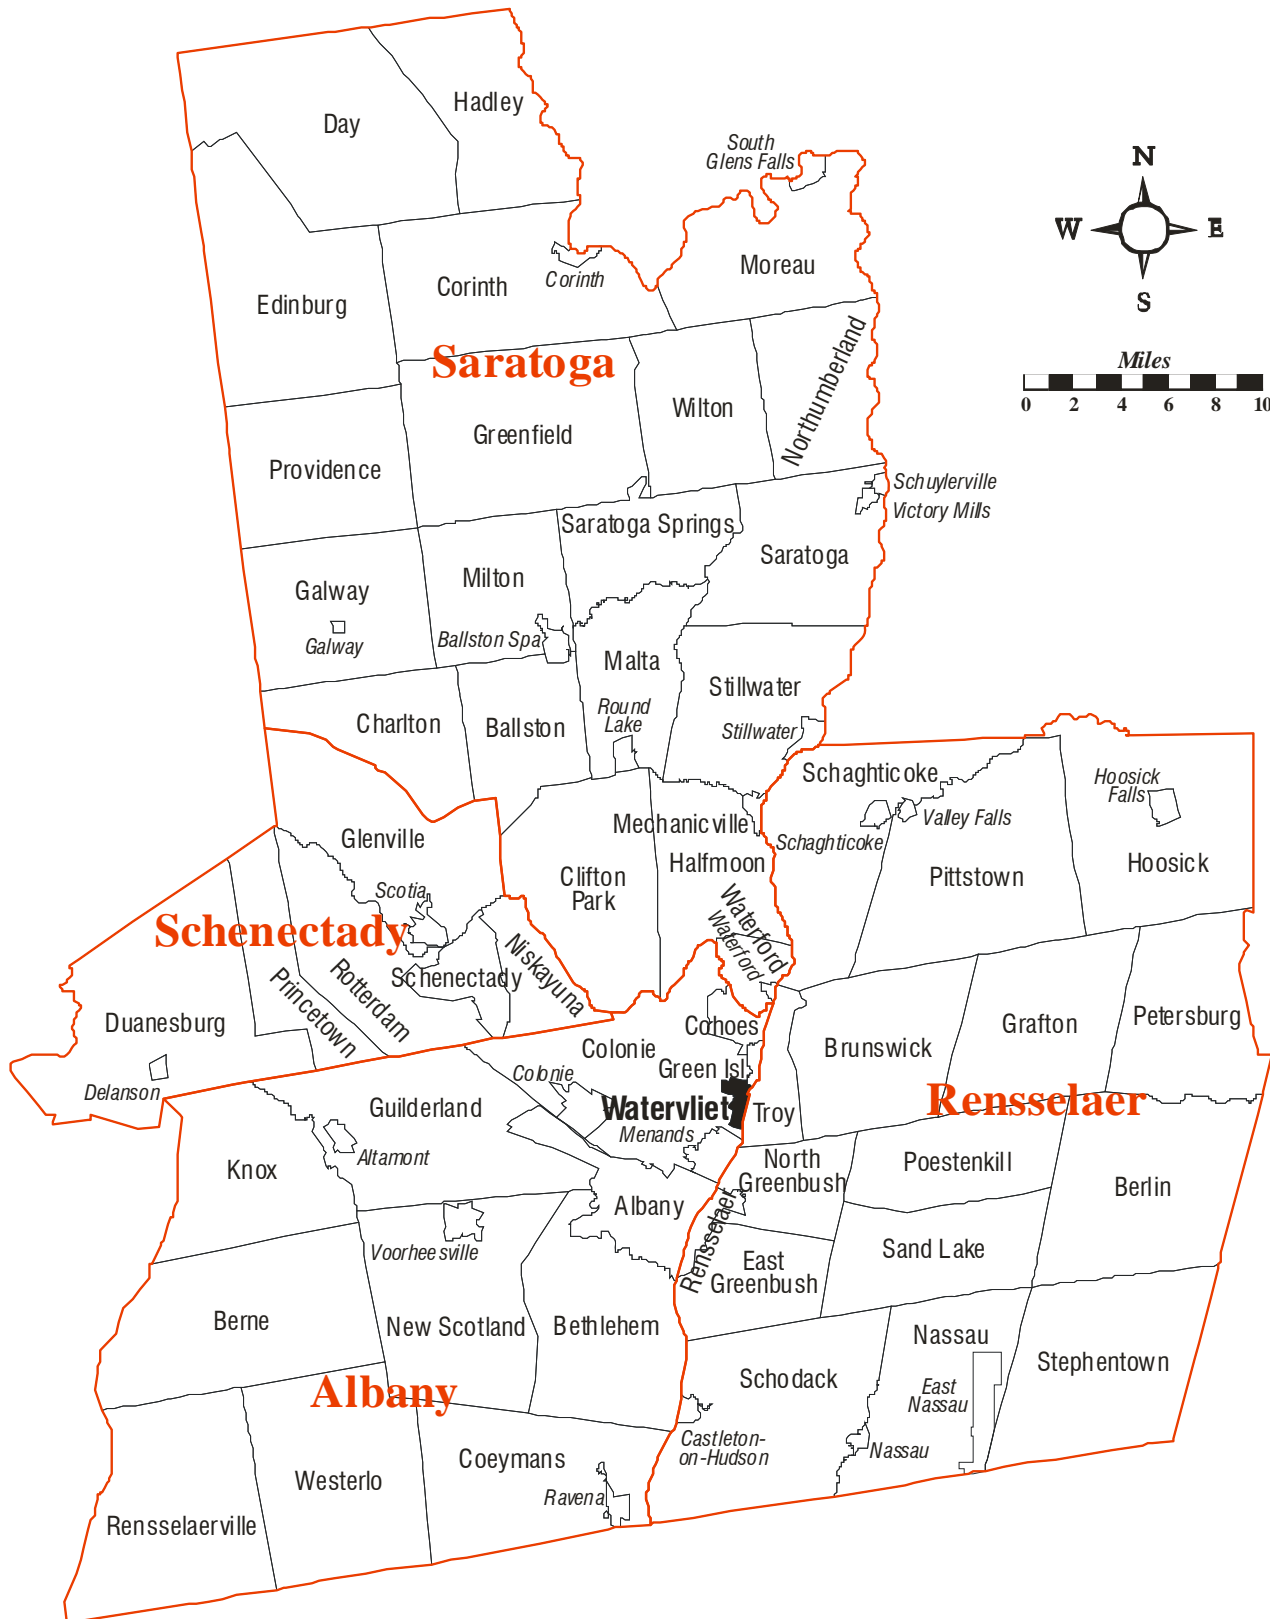 Hadley
Day
South
Glens Falls
N
W
E
S
Moreau
Corinth
Corinth
Edinburg
Northumberland
Saratoga
Miles
0 2 4 6 8 10
Wilton
Greenfield
Providence
Schuylerville
Victory Mills
Saratoga Springs
Saratoga
Milton
Galway
Galway
Ballston Spa
Malta
Stillwater
Round
Lake
Charlton
Ballston
Stillwater
Schaghticoke
Hoosick
Falls
Valley Falls
Mechanicville
Glenville
Schaghticoke
Halfmoon
Hoosick
Clifton
Park
Pittstown
Scotia
Waterford
Waterford
Schenectady
Niskayuna
Schenectady
Rotterdam
Princetown
Duanesburg
Cohoes
Grafton
Petersburg
Colonie
Brunswick
Green Isl
Colonie
Delanson
Guilderland
Watervliet
Troy
Rensselaer
Menands
Altamont
North
Greenbush
Poestenkill
Knox
Berlin
Albany
Rensselaer
Voorheesville
Sand Lake
East
Greenbush
Berne
New Scotland
Bethlehem
Nassau
Stephentown
Schodack
Albany
East
Nassau
Castleton-
on-Hudson
Nassau
Coeymans
Westerlo
Ravena
Rensselaerville